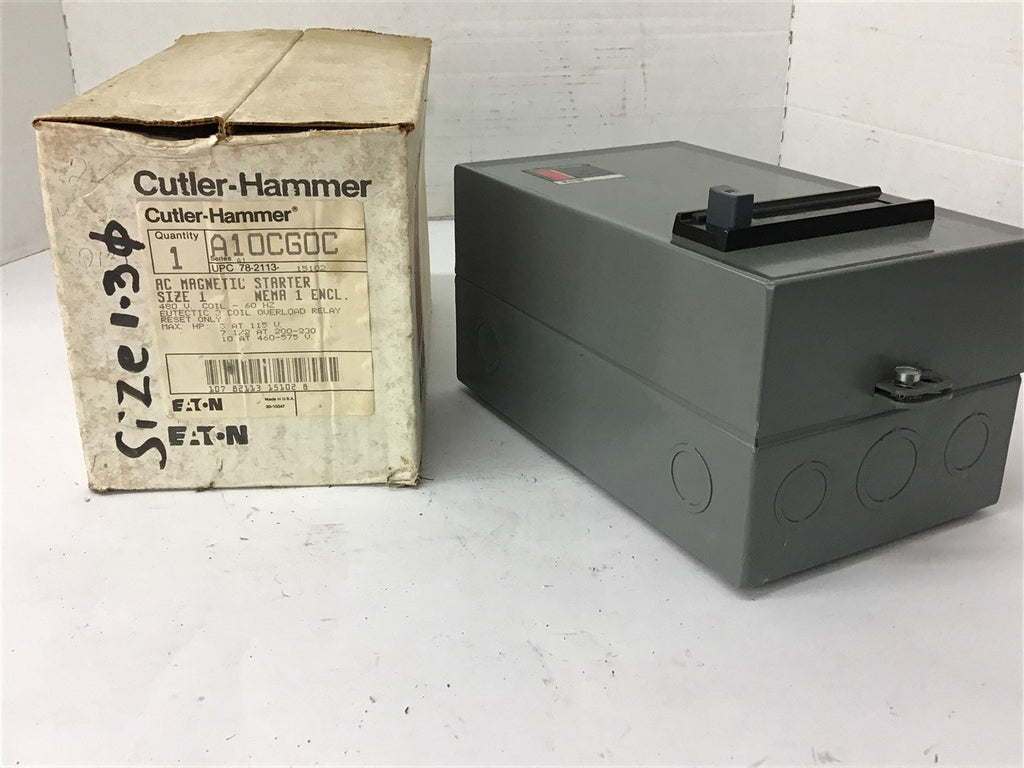 Cutler-Hammer
Cutler-Hammer®
Quantity
1
A10CG0C
Series A1
UPC 78-2113- 15102
AC MAGNETIC STARTER
SIZE 1 NEMA 1 ENCL.
480 V. COIL - 60 HZ
EUTECTIC 3 COIL OVERLOAD RELAY
RESET ONLY
MAX. HP: 3 AT 115 V.
7 1/2 AT 200-230
10 AT 460-575 V.
107 82113 15102 8
EATON
Made in U.S.A.
EATON
Size 1·3ϕ